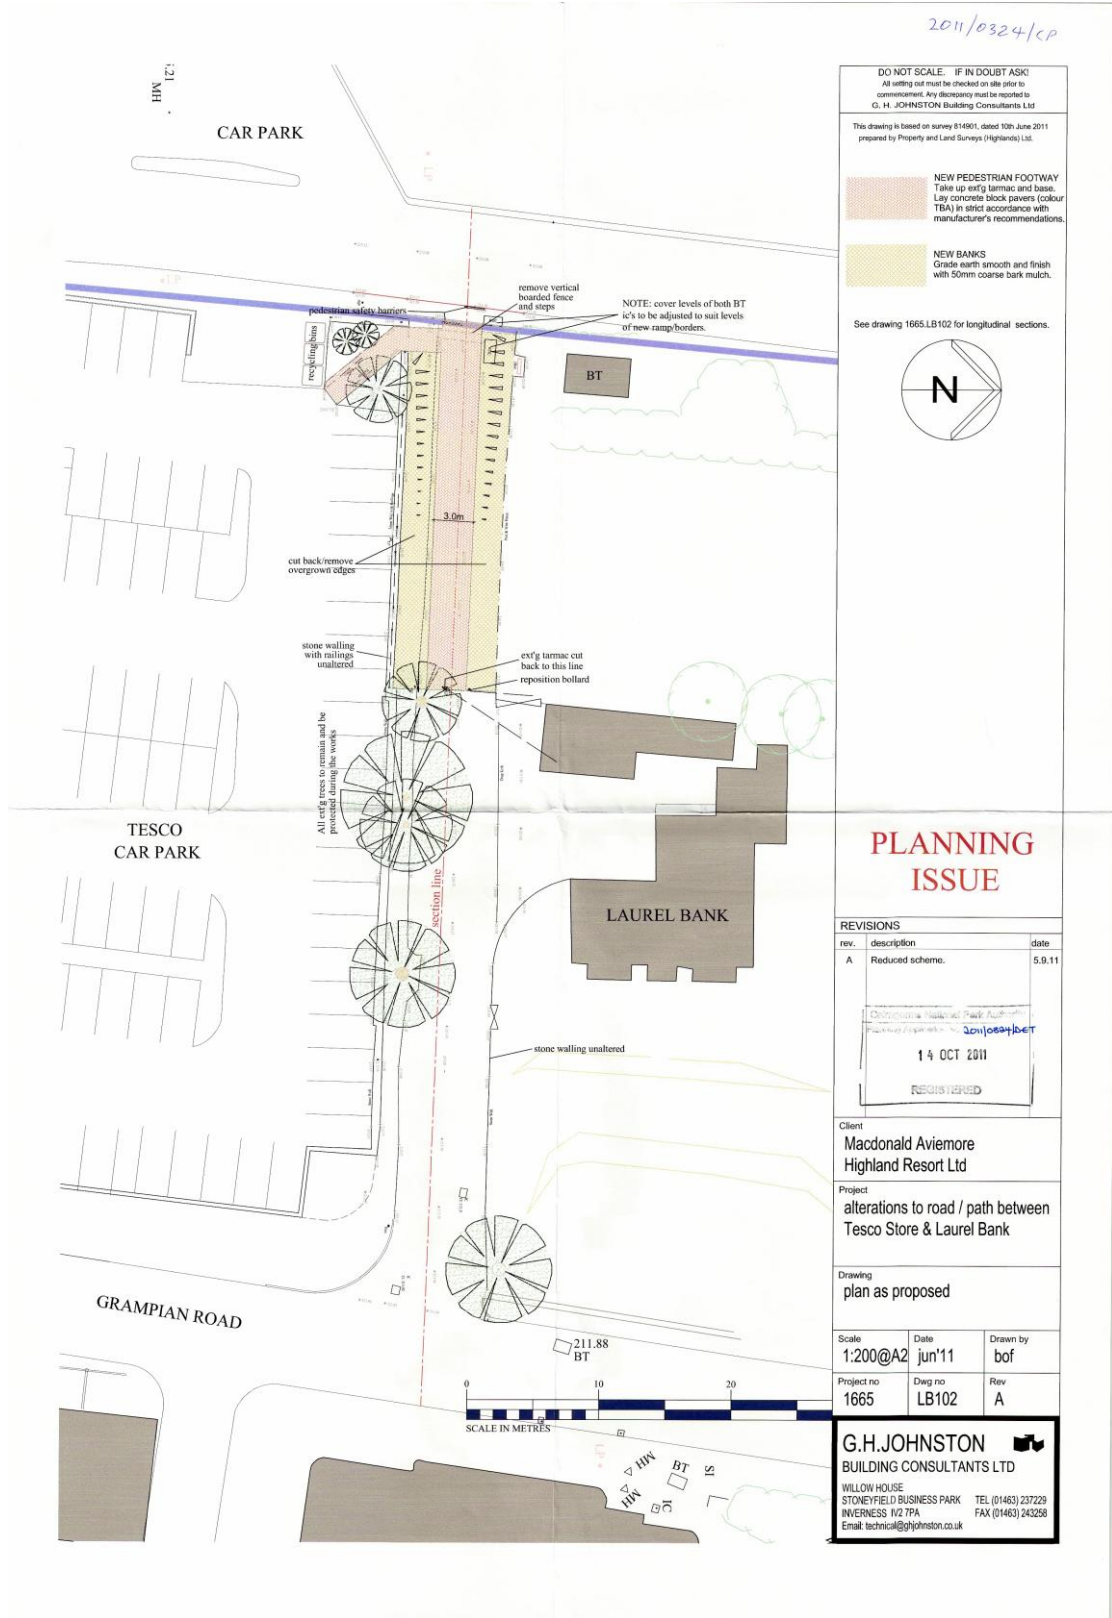 2011/0324/CP
DO NOT SCALE. IF IN DOUBT ASK!
All setting out must be checked on site prior to
commencement. Any discrepancy must be reported to
G. H. JOHNSTON Building Consultants Ltd
This drawing is based on survey 814901, dated 10th June 2011
prepared by Property and Land Surveys (Highlands) Ltd.
NEW PEDESTRIAN FOOTWAY
Take up ext'g tarmac and base.
Lay concrete block pavers (colour
TBA) in strict accordance with
manufacturer's recommendations.
NEW BANKS
Grade earth smooth and finish
with 50mm coarse bark mulch.
See drawing 1665.LB102 for longitudinal sections.
N
MH
CAR PARK
LP
LP
remove vertical
boarded fence
and steps
pedestrian safety barriers
NOTE: cover levels of both BT
ic's to be adjusted to suit levels
of new ramp/borders.
recycling bins
BT
3.0m
cut back/remove
overgrown edges
stone walling
with railings
unaltered
ext'g tarmac cut
back to this line
reposition bollard
All ext'g trees to remain and be
protected during the works
TESCO
CAR PARK
section line
LAUREL BANK
stone walling unaltered
GRAMPIAN ROAD
211.88
BT
0 10 20
SCALE IN METRES
LP
MH
BT
SI
MH
IC
PLANNING
ISSUE
REVISIONS
rev. description date
A Reduced scheme. 5.9.11
Cairngorms National Park Authority
2011/0324/DET
14 OCT 2011
REGISTERED
Client
Macdonald Aviemore
Highland Resort Ltd
Project
alterations to road / path between
Tesco Store & Laurel Bank
Drawing
plan as proposed
Scale Date Drawn by
1:200@A2 jun'11 bof
Project no Dwg no Rev
1665 LB102 A
G.H.JOHNSTON
BUILDING CONSULTANTS LTD
WILLOW HOUSE
STONEYFIELD BUSINESS PARK TEL (01463) 237229
INVERNESS IV2 7PA FAX (01463) 243258
Email: technical@ghjohnston.co.uk